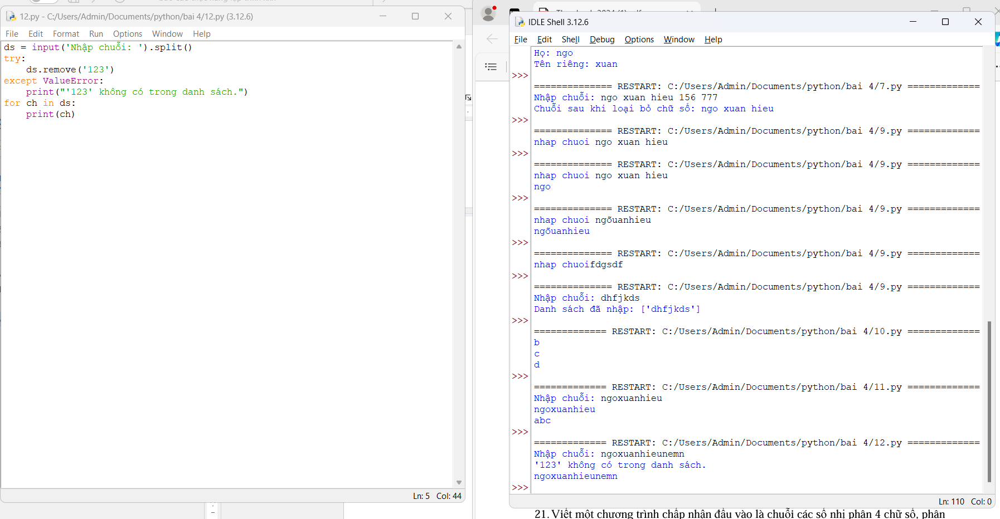 12.py - C:/Users/Admin/Documents/python/bai 4/12.py (3.12.6)
File Edit Format Run Options Window Help
ds = input('Nhập chuỗi: ').split()
try:
    ds.remove('123')
except ValueError:
    print("'123' không có trong danh sách.")
for ch in ds:
    print(ch)
Ln: 5 Col: 44
IDLE Shell 3.12.6
File Edit Shell Debug Options Window Help
Họ: ngo
Tên riêng: xuan
>>>
============== RESTART: C:/Users/Admin/Documents/python/bai 4/7.py =============
Nhập chuỗi: ngo xuan hieu 156 777
Chuỗi sau khi loại bỏ chữ số: ngo xuan hieu
>>>
============== RESTART: C:/Users/Admin/Documents/python/bai 4/9.py =============
nhap chuoi ngo xuan hieu
>>>
============== RESTART: C:/Users/Admin/Documents/python/bai 4/9.py =============
nhap chuoi ngo xuan hieu
ngo
>>>
============== RESTART: C:/Users/Admin/Documents/python/bai 4/9.py =============
nhap chuoi ngõuanhieu
ngõuanhieu
>>>
============== RESTART: C:/Users/Admin/Documents/python/bai 4/9.py =============
nhap chuoifdgsdf
>>>
============== RESTART: C:/Users/Admin/Documents/python/bai 4/9.py =============
Nhập chuỗi: dhfjkds
Danh sách đã nhập: ['dhfjkds']
>>>
============= RESTART: C:/Users/Admin/Documents/python/bai 4/10.py =============
b
c
d
>>>
============= RESTART: C:/Users/Admin/Documents/python/bai 4/11.py =============
Nhập chuỗi: ngoxuanhieu
ngoxuanhieu
abc
>>>
============= RESTART: C:/Users/Admin/Documents/python/bai 4/12.py =============
Nhập chuỗi: ngoxuanhieunemn
'123' không có trong danh sách.
ngoxuanhieunemn
>>>
Ln: 110 Col: 0
21. Viết một chương trình chấp nhận đầu vào là chuỗi các số nhị phân 4 chữ số, phân